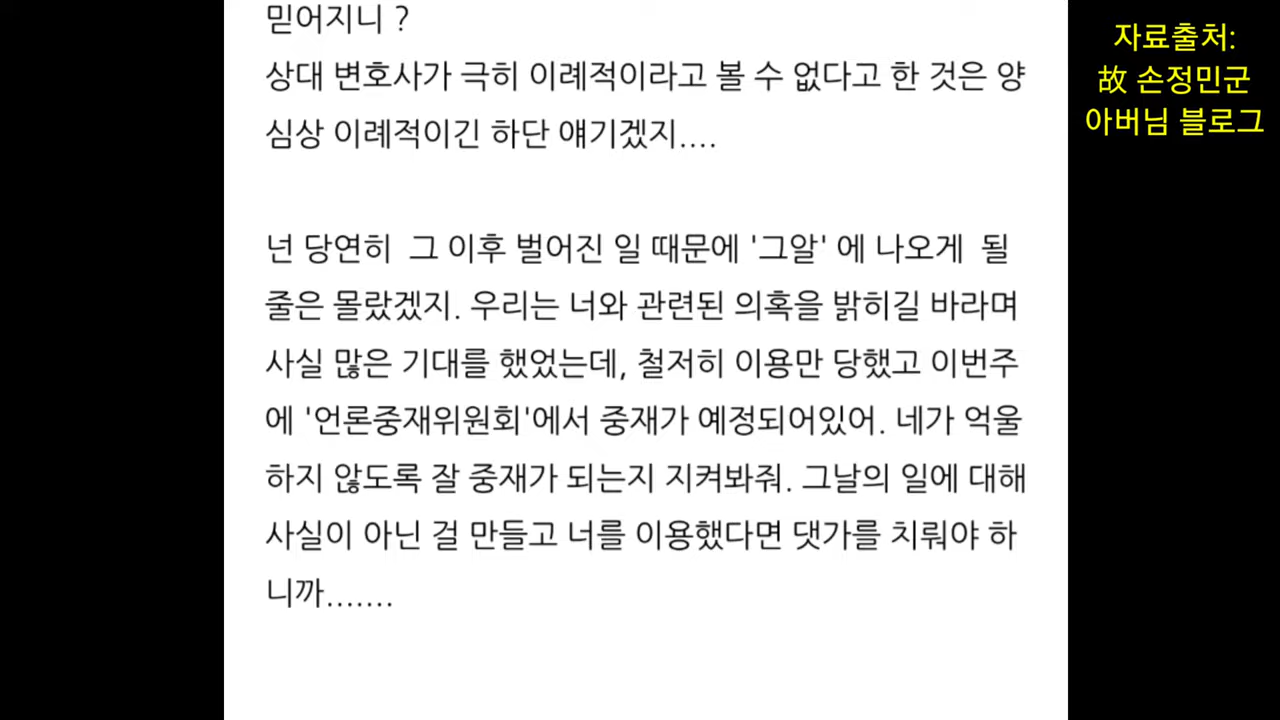 믿어지니 ?
상대 변호사가 극히 이례적이라고 볼 수 없다고 한 것은 양
심상 이례적이긴 하단 얘기겠지....
넌 당연히  그 이후 벌어진 일 때문에 '그알' 에 나오게  될
줄은 몰랐겠지. 우리는 너와 관련된 의혹을 밝히길 바라며
사실 많은 기대를 했었는데, 철저히 이용만 당했고 이번주
에 '언론중재위원회'에서 중재가 예정되어있어. 네가 억울
하지 않도록 잘 중재가 되는지 지켜봐줘. 그날의 일에 대해
사실이 아닌 걸 만들고 너를 이용했다면 댓가를 치뤄야 하
니까.......
자료출처:
故 손정민군
아버님 블로그